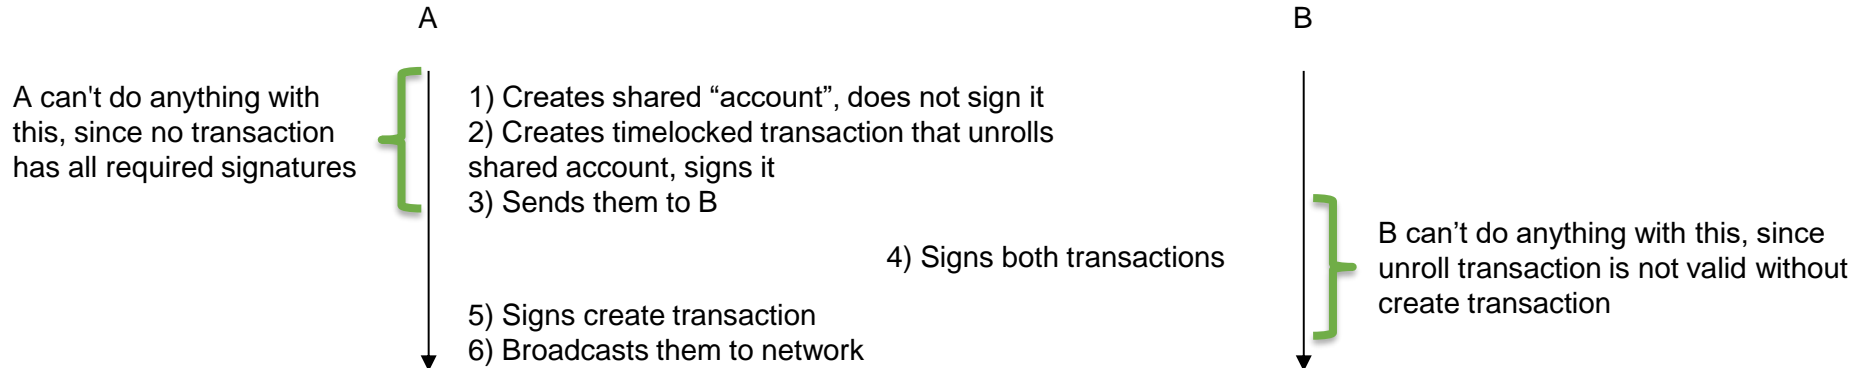 A
B
A can't do anything with
this, since no transaction
has all required signatures
1) Creates shared “account”, does not sign it
2) Creates timelocked transaction that unrolls
shared account, signs it
3) Sends them to B
4) Signs both transactions
5) Signs create transaction
6) Broadcasts them to network
B can’t do anything with this, since
unroll transaction is not valid without
create transaction